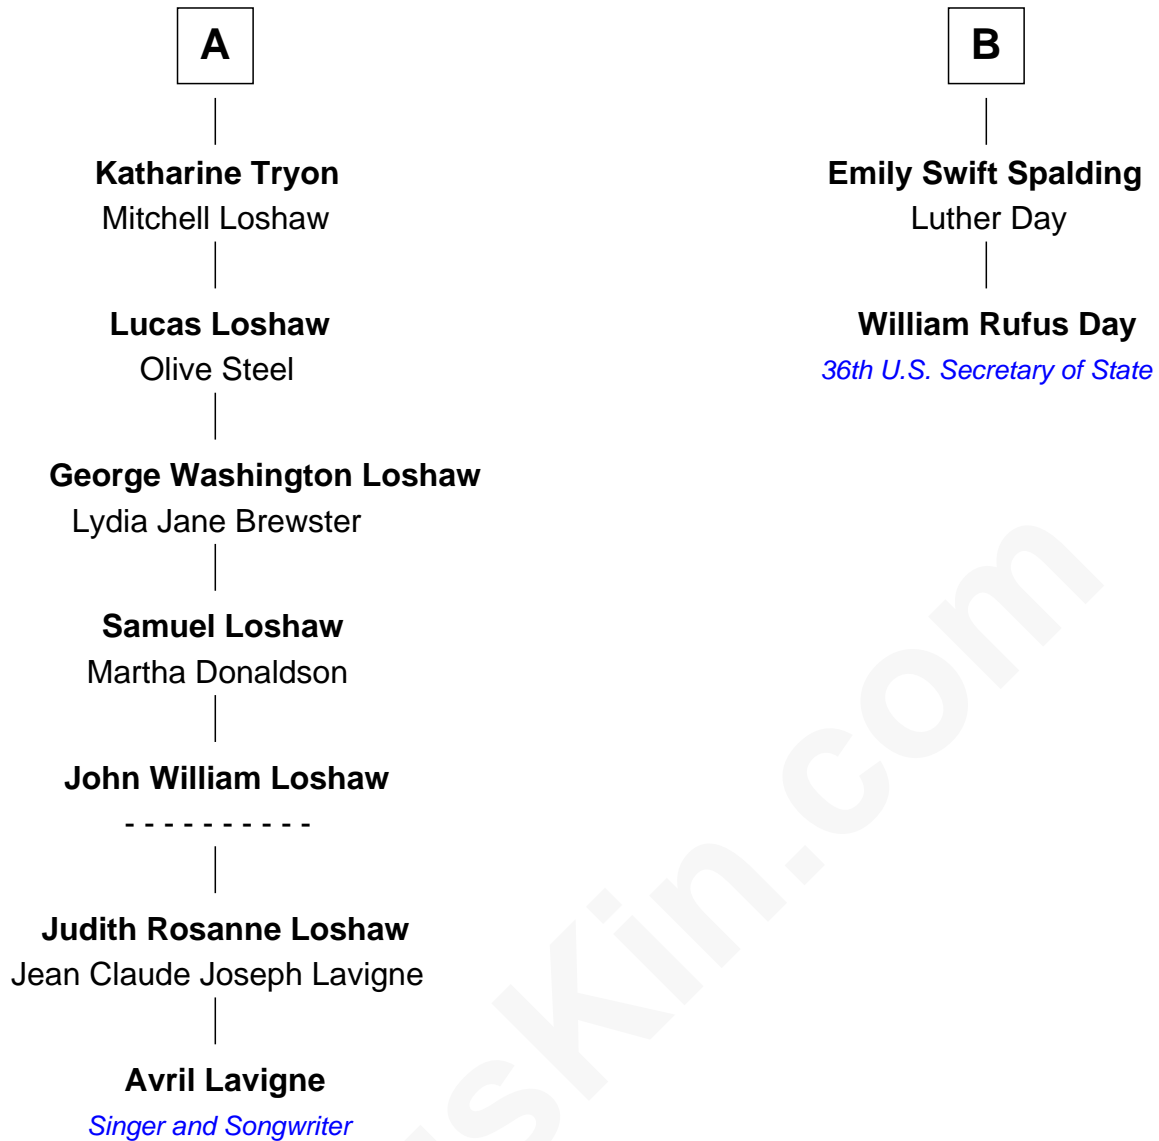 A
Katharine Tryon
Mitchell Loshaw
Lucas Loshaw
Olive Steel
George Washington Loshaw
Lydia Jane Brewster
Samuel Loshaw
Martha Donaldson
John William Loshaw
- - - - - - - - - -
Judith Rosanne Loshaw
Jean Claude Joseph Lavigne
Avril Lavigne
Singer and Songwriter
B
Emily Swift Spalding
Luther Day
William Rufus Day
36th U.S. Secretary of State
sKin.com